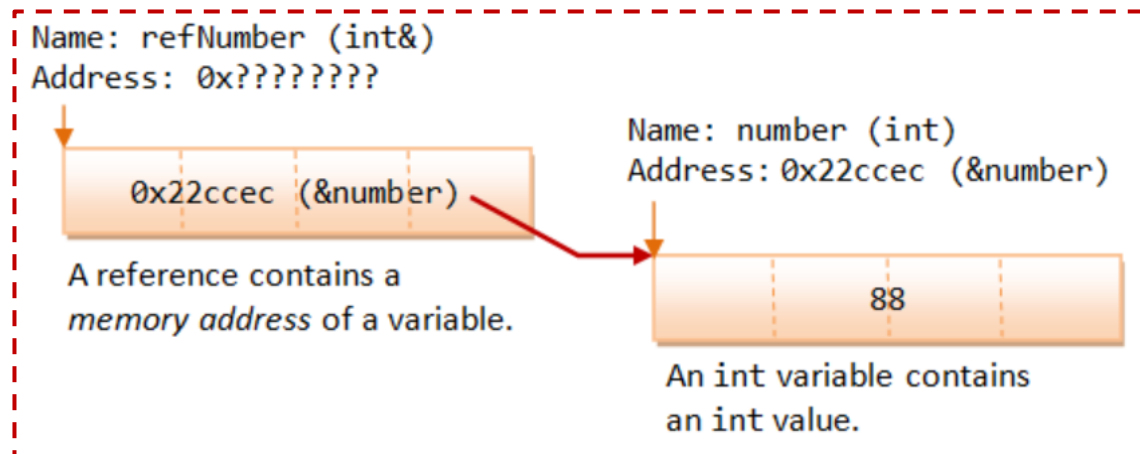 Name: refNumber (int&)
Address: 0x????????
0x22ccec (&number)
A reference contains a
memory address of a variable.
Name: number (int)
Address: 0x22ccec (&number)
88
An int variable contains
an int value.